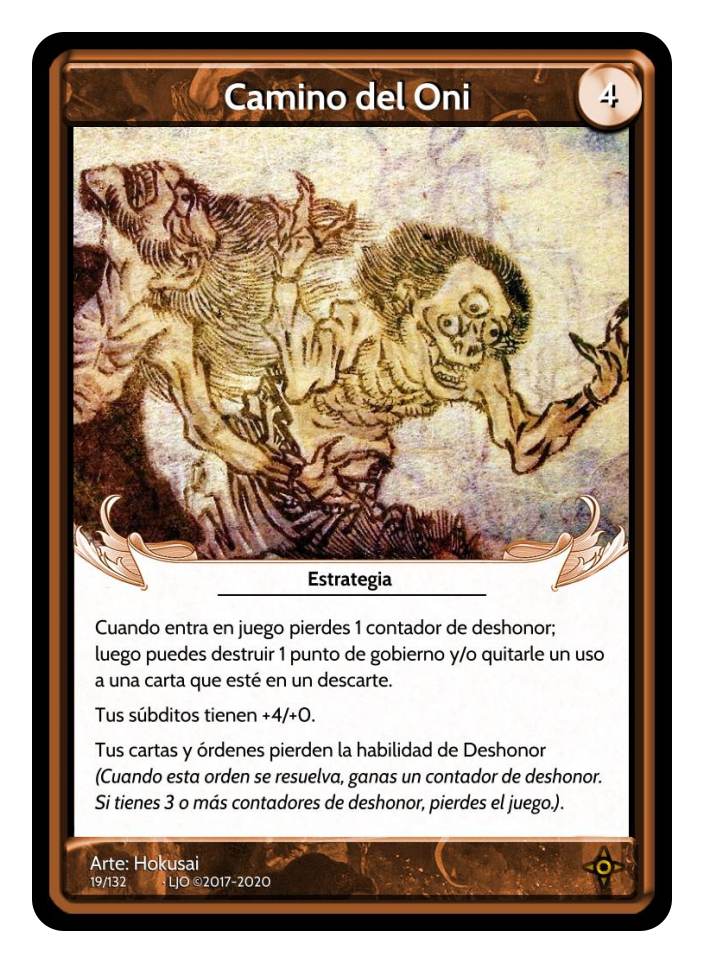 Camino del Oni
4
Estrategia
Cuando entra en juego pierdes 1 contador de deshonor;
luego puedes destruir 1 punto de gobierno y/o quitarle un uso
a una carta que esté en un descarte.
Tus súbditos tienen +4/+0.
Tus cartas y órdenes pierden la habilidad de Deshonor
(Cuando esta orden se resuelva, ganas un contador de deshonor.
Si tienes 3 o más contadores de deshonor, pierdes el juego.).
Arte: Hokusai
19/132 · LJO ©2017-2020